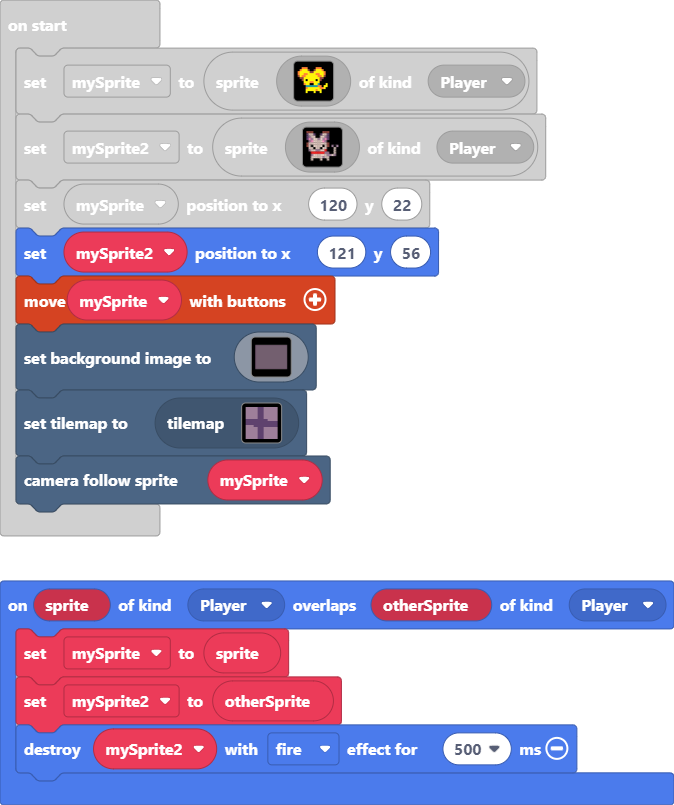 on start
set mySprite to sprite of kind Player
set mySprite2 to sprite of kind Player
set mySprite position to x 120 y 22
set mySprite2 position to x 121 y 56
move mySprite with buttons
set background image to
set tilemap to tilemap
camera follow sprite mySprite
on sprite of kind Player overlaps otherSprite of kind Player
set mySprite to sprite
set mySprite2 to otherSprite
destroy mySprite2 with fire effect for 500 ms